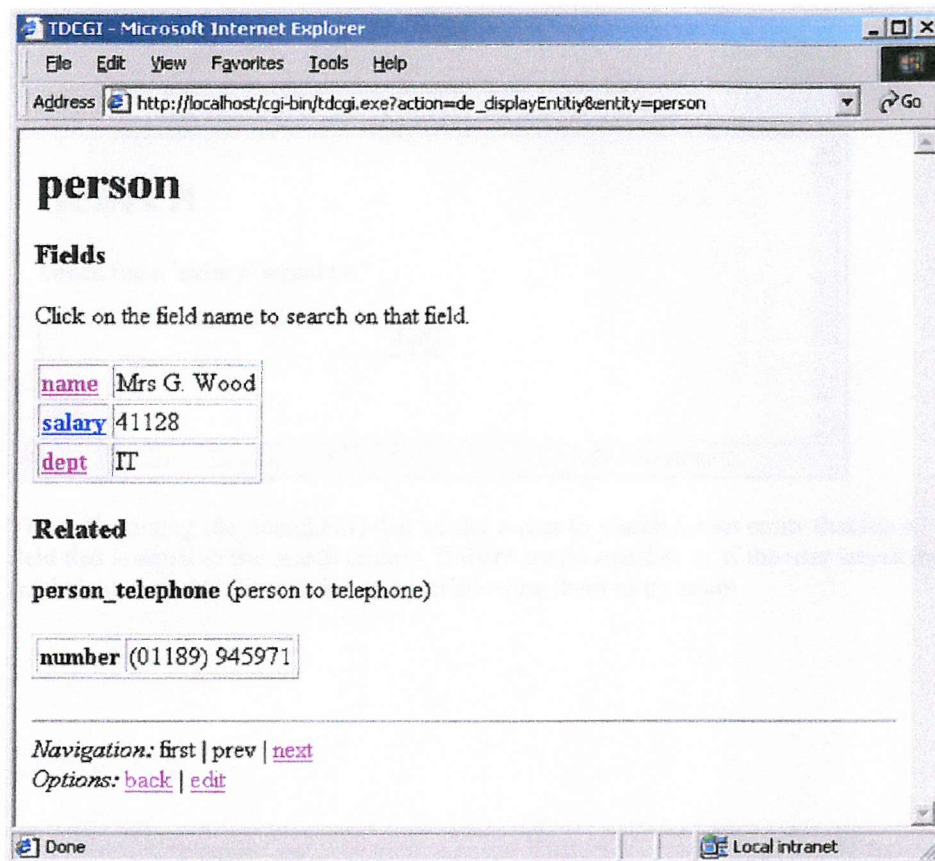 TDCGI - Microsoft Internet Explorer
File Edit View Favorites Tools Help
Address http://localhost/cgi-bin/tdcgi.exe?action=de_displayEntitiy&entity=person Go
person
Fields
Click on the field name to search on that field.
name Mrs G. Wood
salary 41128
dept IT
Related
person_telephone (person to telephone)
number (01189) 945971
Navigation: first | prev | next
Options: back | edit
Done Local intranet